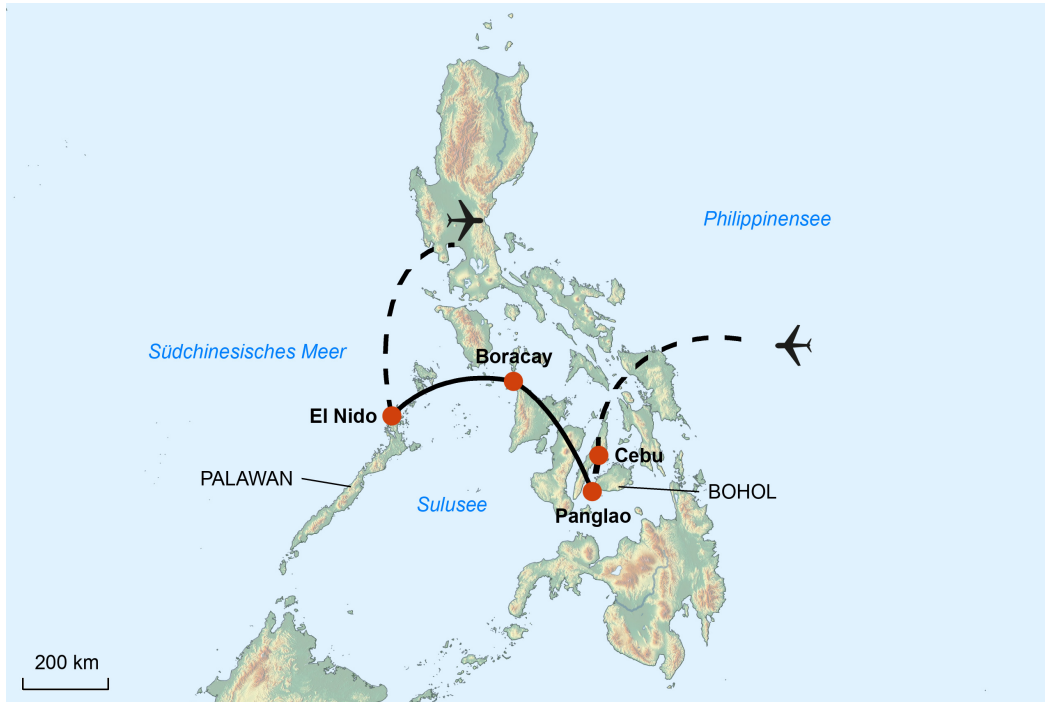 Philippinensee
Südchinesisches Meer
Boracay
El Nido
Cebu
PALAWAN
BOHOL
Sulusee
Panglao
200 km